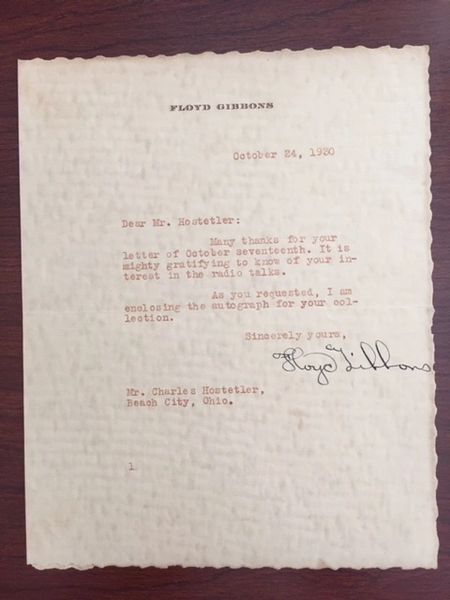 FLOYD GIBBONS
October 24, 1930
Dear Mr. Hostetler:
Many thanks for your
letter of October seventeenth. It is
mighty gratifying to know of your in-
terest in the radio talks.
As you requested, I am
enclosing the autograph for your col-
lection.
Sincerely yours,
Floyd Gibbons
Mr. Charles Hostetler,
Beach City, Ohio.
1